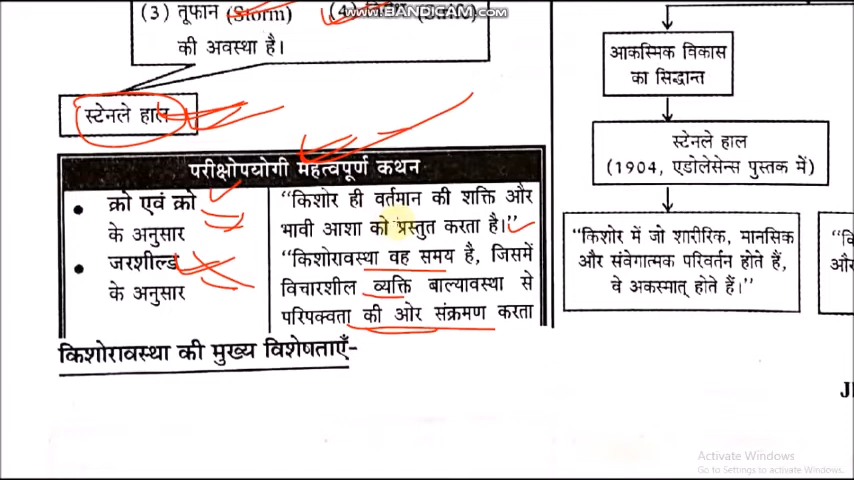 (3) तूफान (Storm) (4)
WWW.BANDICAM.COM
की अवस्था है।
स्टेनले हाल
परीक्षोपयोगी महत्वपूर्ण कथन
• क्रो एवं क्रो
के अनुसार
"किशोर ही वर्तमान की शक्ति और
भावी आशा को प्रस्तुत करता है।"
• जरशील्ड
के अनुसार
"किशोरावस्था वह समय है, जिसमें
विचारशील व्यक्ति बाल्यावस्था से
परिपक्वता की ओर संक्रमण करता
किशोरावस्था की मुख्य विशेषताएँ-
आकस्मिक विकास
का सिद्धान्त
स्टेनले हाल
(1904, एडोलेसेन्स पुस्तक में)
"किशोर में जो शारीरिक, मानसिक
और संवेगात्मक परिवर्तन होते हैं,
वे अकस्मात् होते हैं।"
और
Activate Windows
Go to Settings to activate Windows.